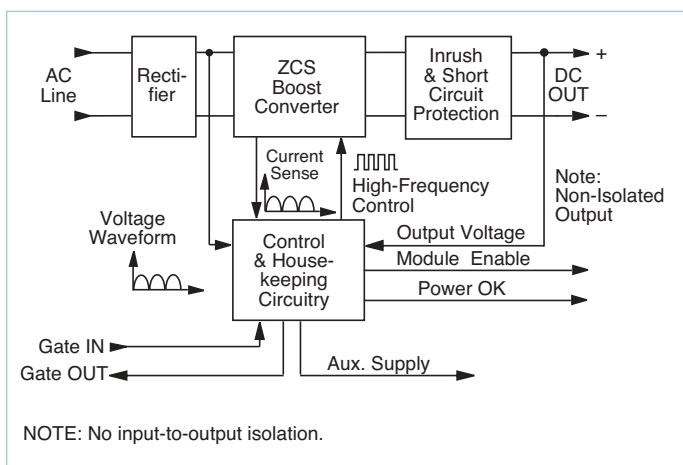 AC
Line
Recti-
fier
ZCS
Boost
Converter
Inrush
& Short
Circuit
Protection
+
DC
OUT
–
Current
Sense
High-Frequency
Control
Note:
Non-Isolated
Output
Voltage
Waveform
Control
& House-
keeping
Circuitry
Output Voltage
Module Enable
Power OK
Gate IN
Gate OUT
Aux. Supply
NOTE: No input-to-output isolation.